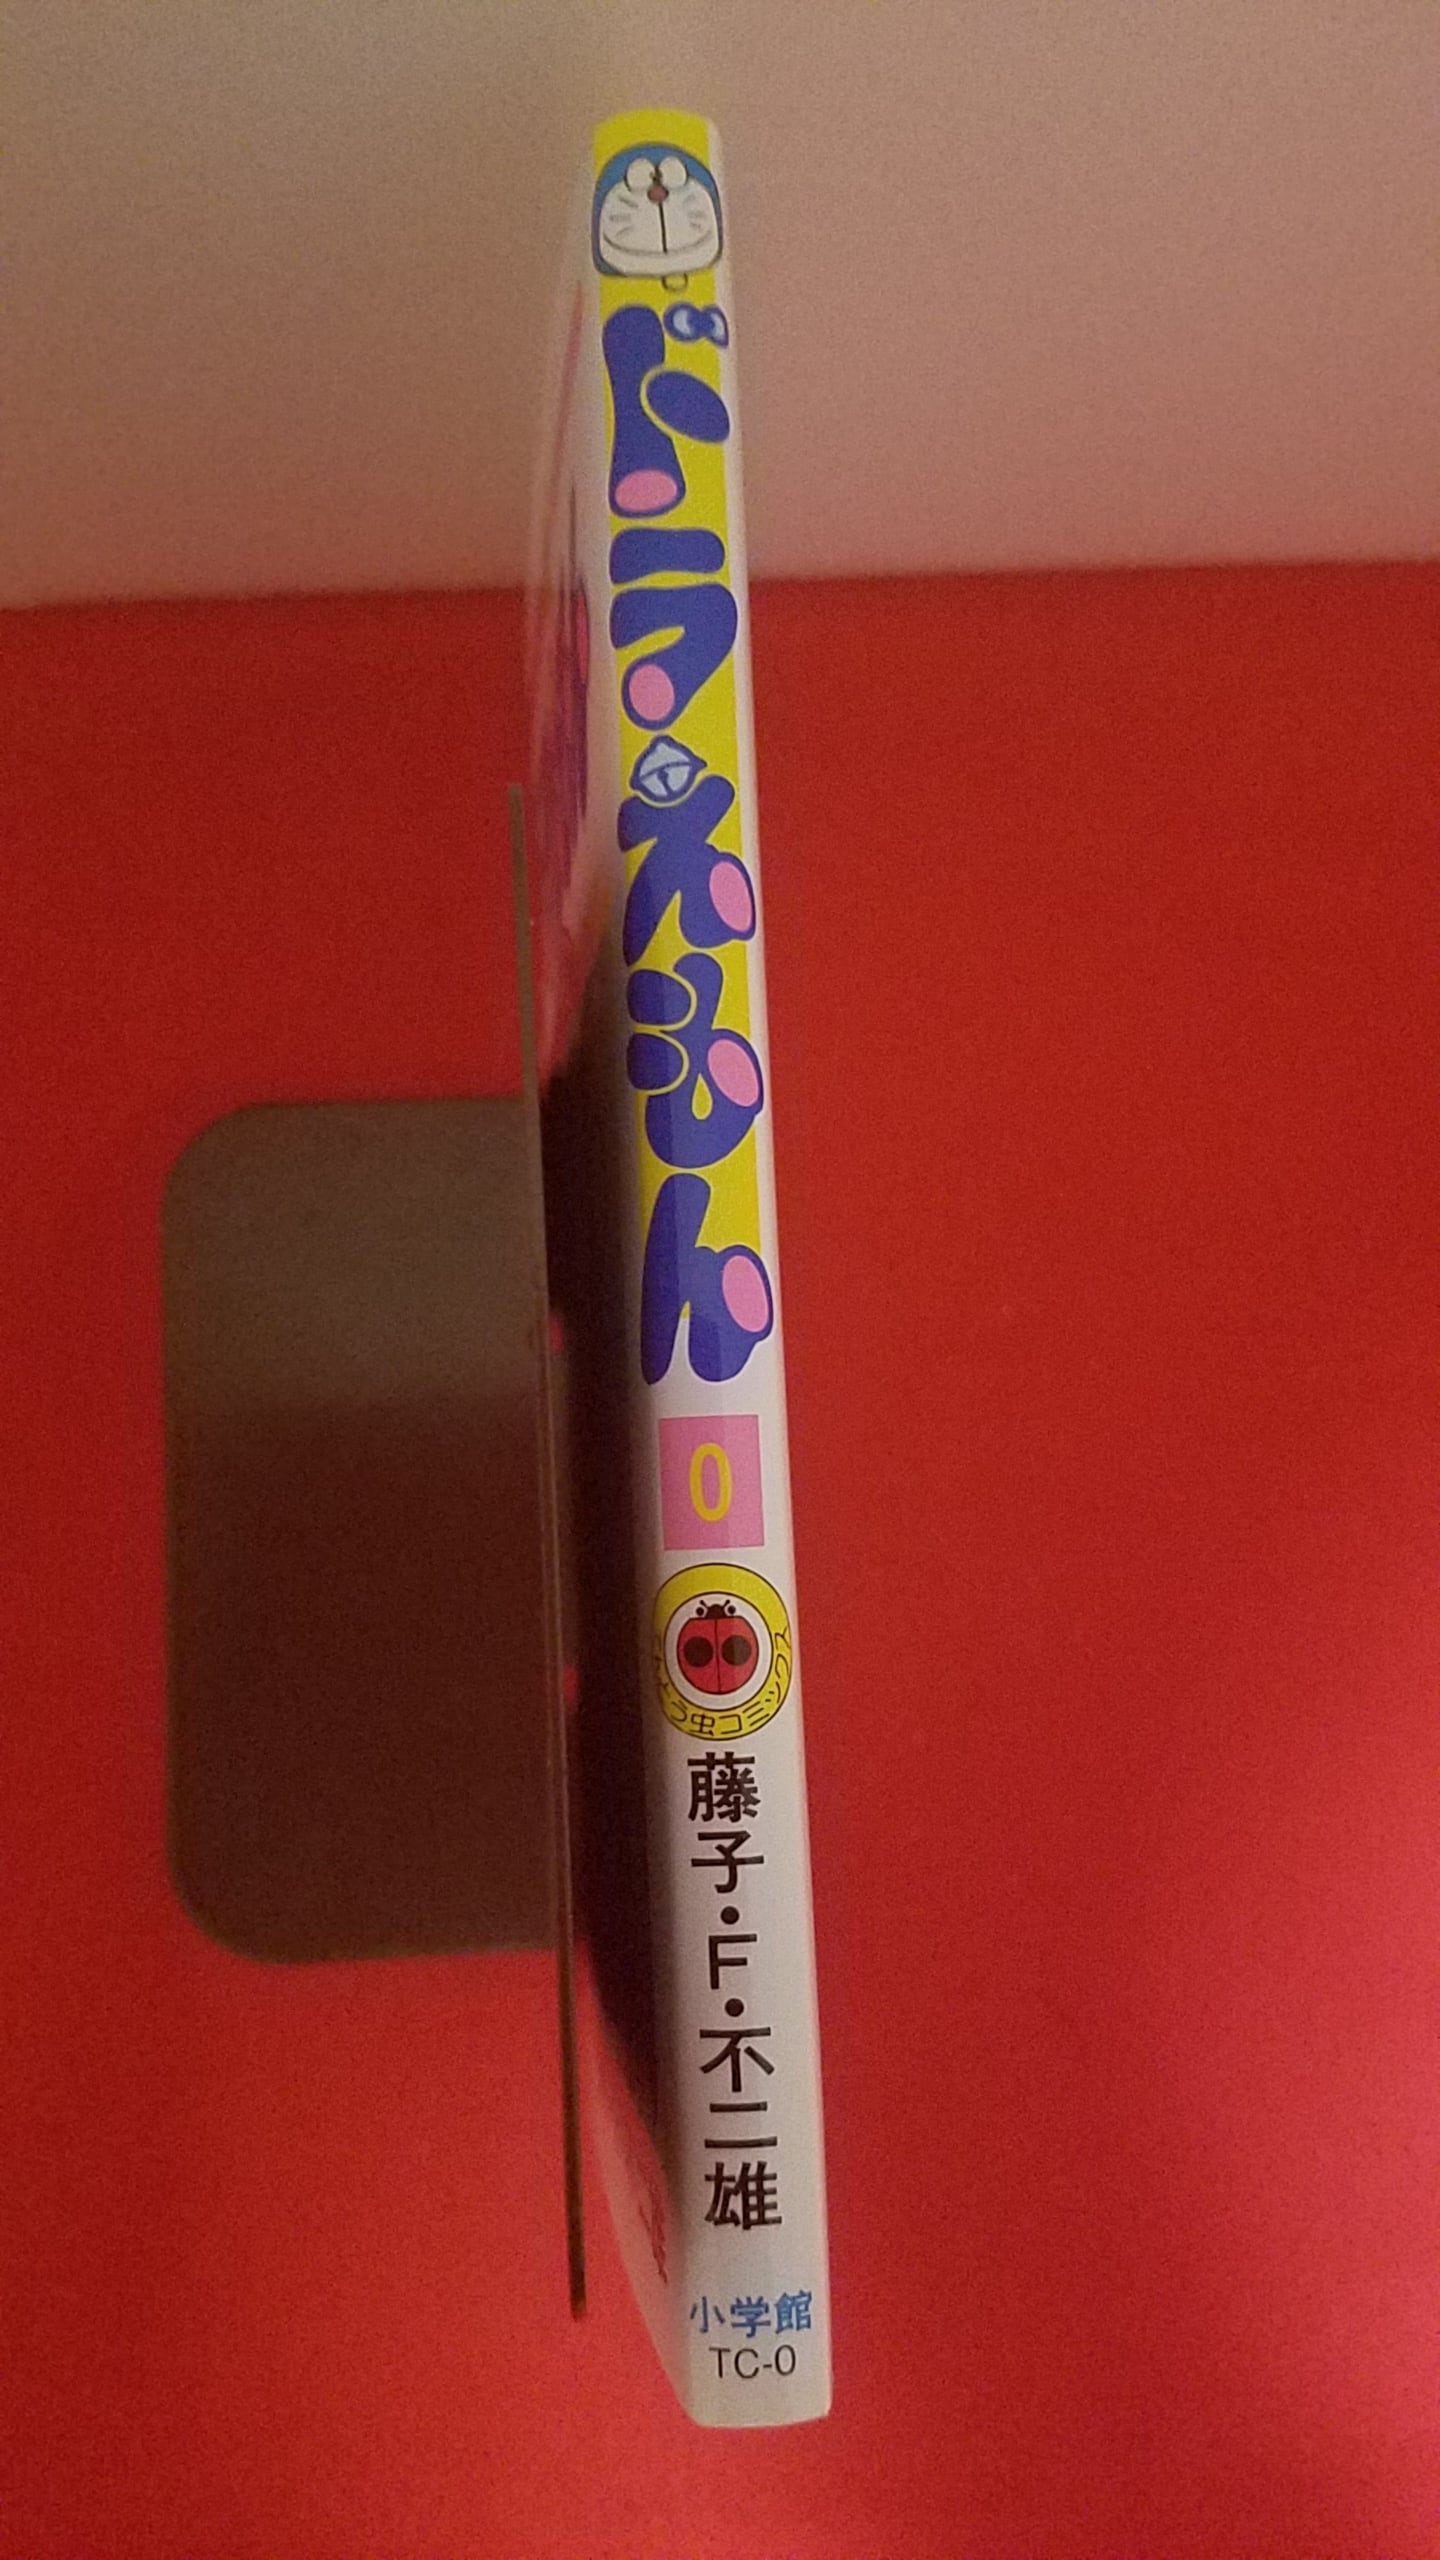 ドラえもん
0
てんとう虫コミックス
藤子・F・不二雄
小学館
TC-0